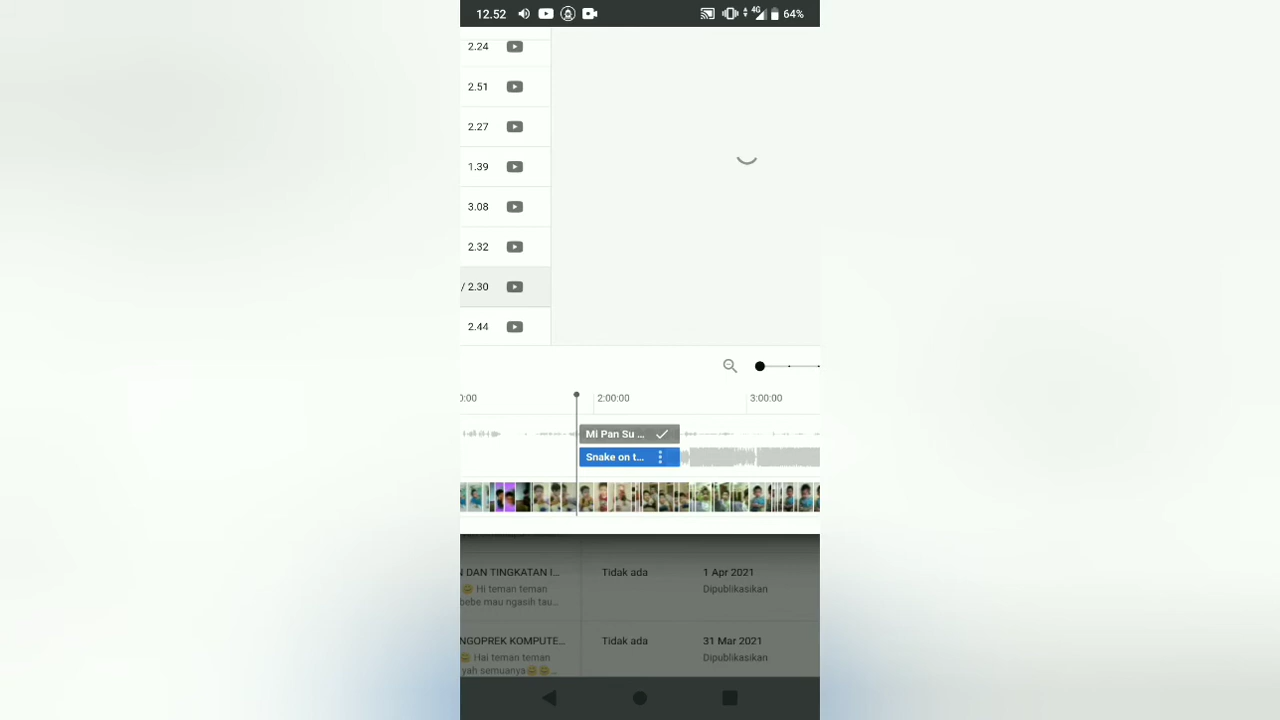 12.52 4G 64%
2.24
2.51
2.27
1.39
3.08
2.32
/ 2.30
2.44
0:00 2:00:00 3:00:00
Mi Pan Su ...
Snake on t...
N DAN TINGKATAN I... Tidak ada 1 Apr 2021
Hi teman teman Dipublikasikan
bebe mau ngasih tau...
NGOPREK KOMPUTE... Tidak ada 31 Mar 2021
Hai teman teman Dipublikasikan
yah semuanya